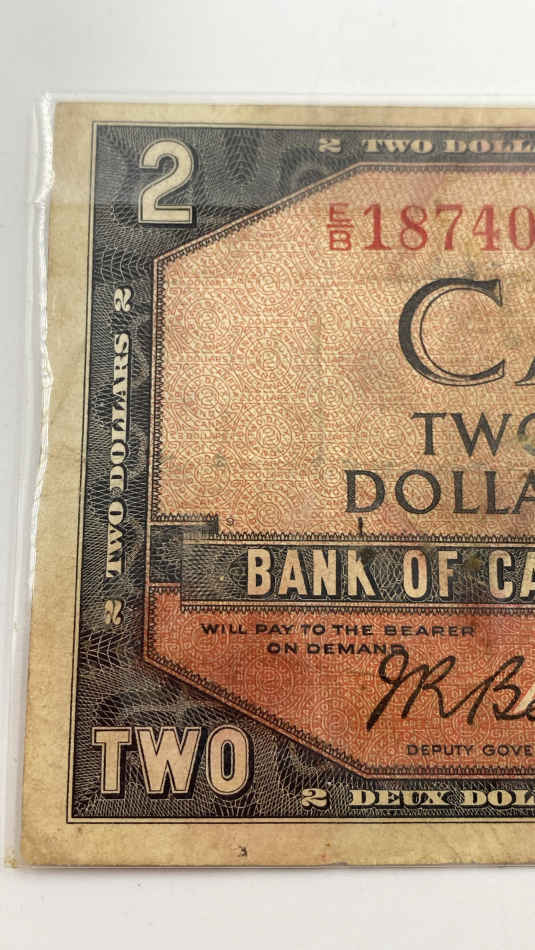 2
2 TWO DOLLA
E/B 18740
CA
TWO
DOLLA
2 TWO DOLLARS 2
BANK OF CA
WILL PAY TO THE BEARER
ON DEMAND
DEPUTY GOVE
TWO
2 DEUX DOL